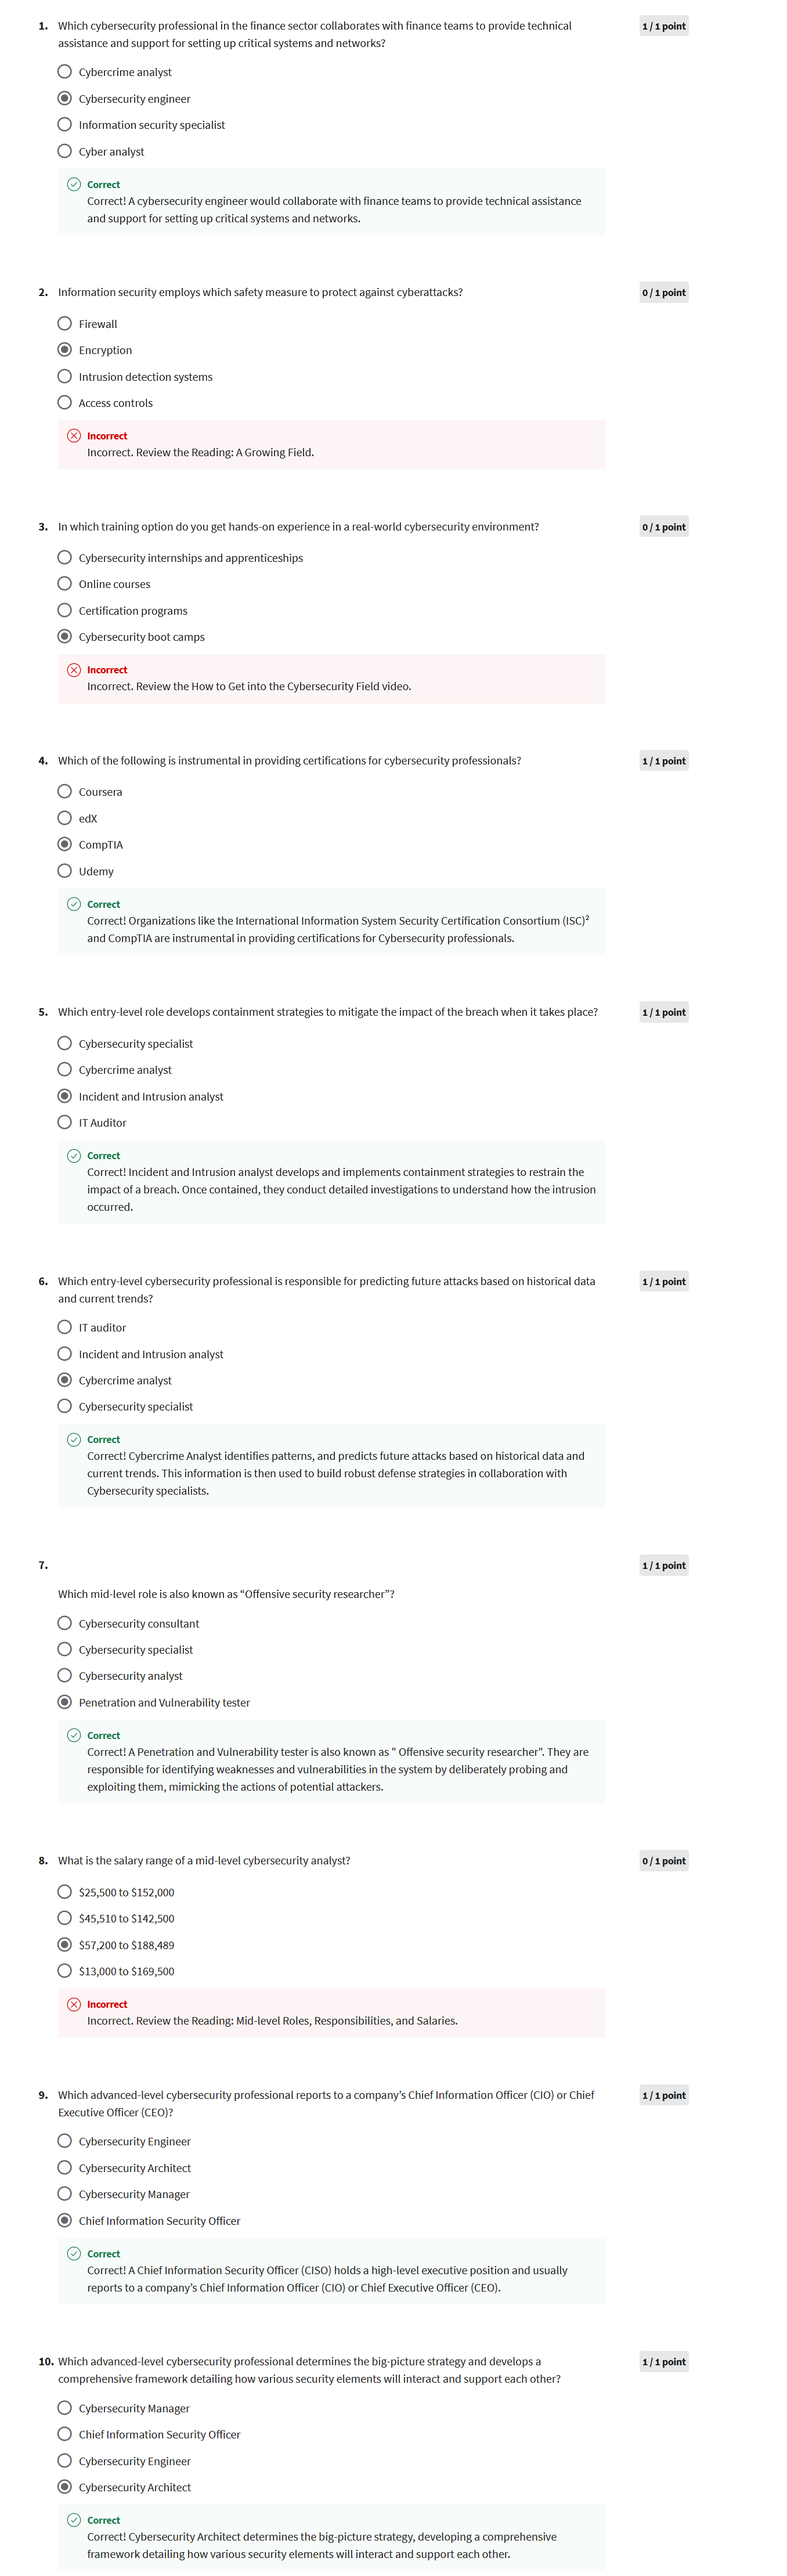 1. Which cybersecurity professional in the finance sector collaborates with finance teams to provide technical
assistance and support for setting up critical systems and networks?
1 / 1 point
Cybercrime analyst
Cybersecurity engineer
Information security specialist
Cyber analyst
Correct
Correct! A cybersecurity engineer would collaborate with finance teams to provide technical assistance
and support for setting up critical systems and networks.
2. Information security employs which safety measure to protect against cyberattacks?
0 / 1 point
Firewall
Encryption
Intrusion detection systems
Access controls
Incorrect
Incorrect. Review the Reading: A Growing Field.
3. In which training option do you get hands-on experience in a real-world cybersecurity environment?
0 / 1 point
Cybersecurity internships and apprenticeships
Online courses
Certification programs
Cybersecurity boot camps
Incorrect
Incorrect. Review the How to Get into the Cybersecurity Field video.
4. Which of the following is instrumental in providing certifications for cybersecurity professionals?
1 / 1 point
Coursera
edX
CompTIA
Udemy
Correct
Correct! Organizations like the International Information System Security Certification Consortium (ISC)²
and CompTIA are instrumental in providing certifications for Cybersecurity professionals.
5. Which entry-level role develops containment strategies to mitigate the impact of the breach when it takes place?
1 / 1 point
Cybersecurity specialist
Cybercrime analyst
Incident and Intrusion analyst
IT Auditor
Correct
Correct! Incident and Intrusion analyst develops and implements containment strategies to restrain the
impact of a breach. Once contained, they conduct detailed investigations to understand how the intrusion
occurred.
6. Which entry-level cybersecurity professional is responsible for predicting future attacks based on historical data
and current trends?
1 / 1 point
IT auditor
Incident and Intrusion analyst
Cybercrime analyst
Cybersecurity specialist
Correct
Correct! Cybercrime Analyst identifies patterns, and predicts future attacks based on historical data and
current trends. This information is then used to build robust defense strategies in collaboration with
Cybersecurity specialists.
7.
1 / 1 point
Which mid-level role is also known as “Offensive security researcher”?
Cybersecurity consultant
Cybersecurity specialist
Cybersecurity analyst
Penetration and Vulnerability tester
Correct
Correct! A Penetration and Vulnerability tester is also known as " Offensive security researcher". They are
responsible for identifying weaknesses and vulnerabilities in the system by deliberately probing and
exploiting them, mimicking the actions of potential attackers.
8. What is the salary range of a mid-level cybersecurity analyst?
0 / 1 point
$25,500 to $152,000
$45,510 to $142,500
$57,200 to $188,489
$13,000 to $169,500
Incorrect
Incorrect. Review the Reading: Mid-level Roles, Responsibilities, and Salaries.
9. Which advanced-level cybersecurity professional reports to a company’s Chief Information Officer (CIO) or Chief
Executive Officer (CEO)?
1 / 1 point
Cybersecurity Engineer
Cybersecurity Architect
Cybersecurity Manager
Chief Information Security Officer
Correct
Correct! A Chief Information Security Officer (CISO) holds a high-level executive position and usually
reports to a company’s Chief Information Officer (CIO) or Chief Executive Officer (CEO).
10. Which advanced-level cybersecurity professional determines the big-picture strategy and develops a
comprehensive framework detailing how various security elements will interact and support each other?
1 / 1 point
Cybersecurity Manager
Chief Information Security Officer
Cybersecurity Engineer
Cybersecurity Architect
Correct
Correct! Cybersecurity Architect determines the big-picture strategy, developing a comprehensive
framework detailing how various security elements will interact and support each other.